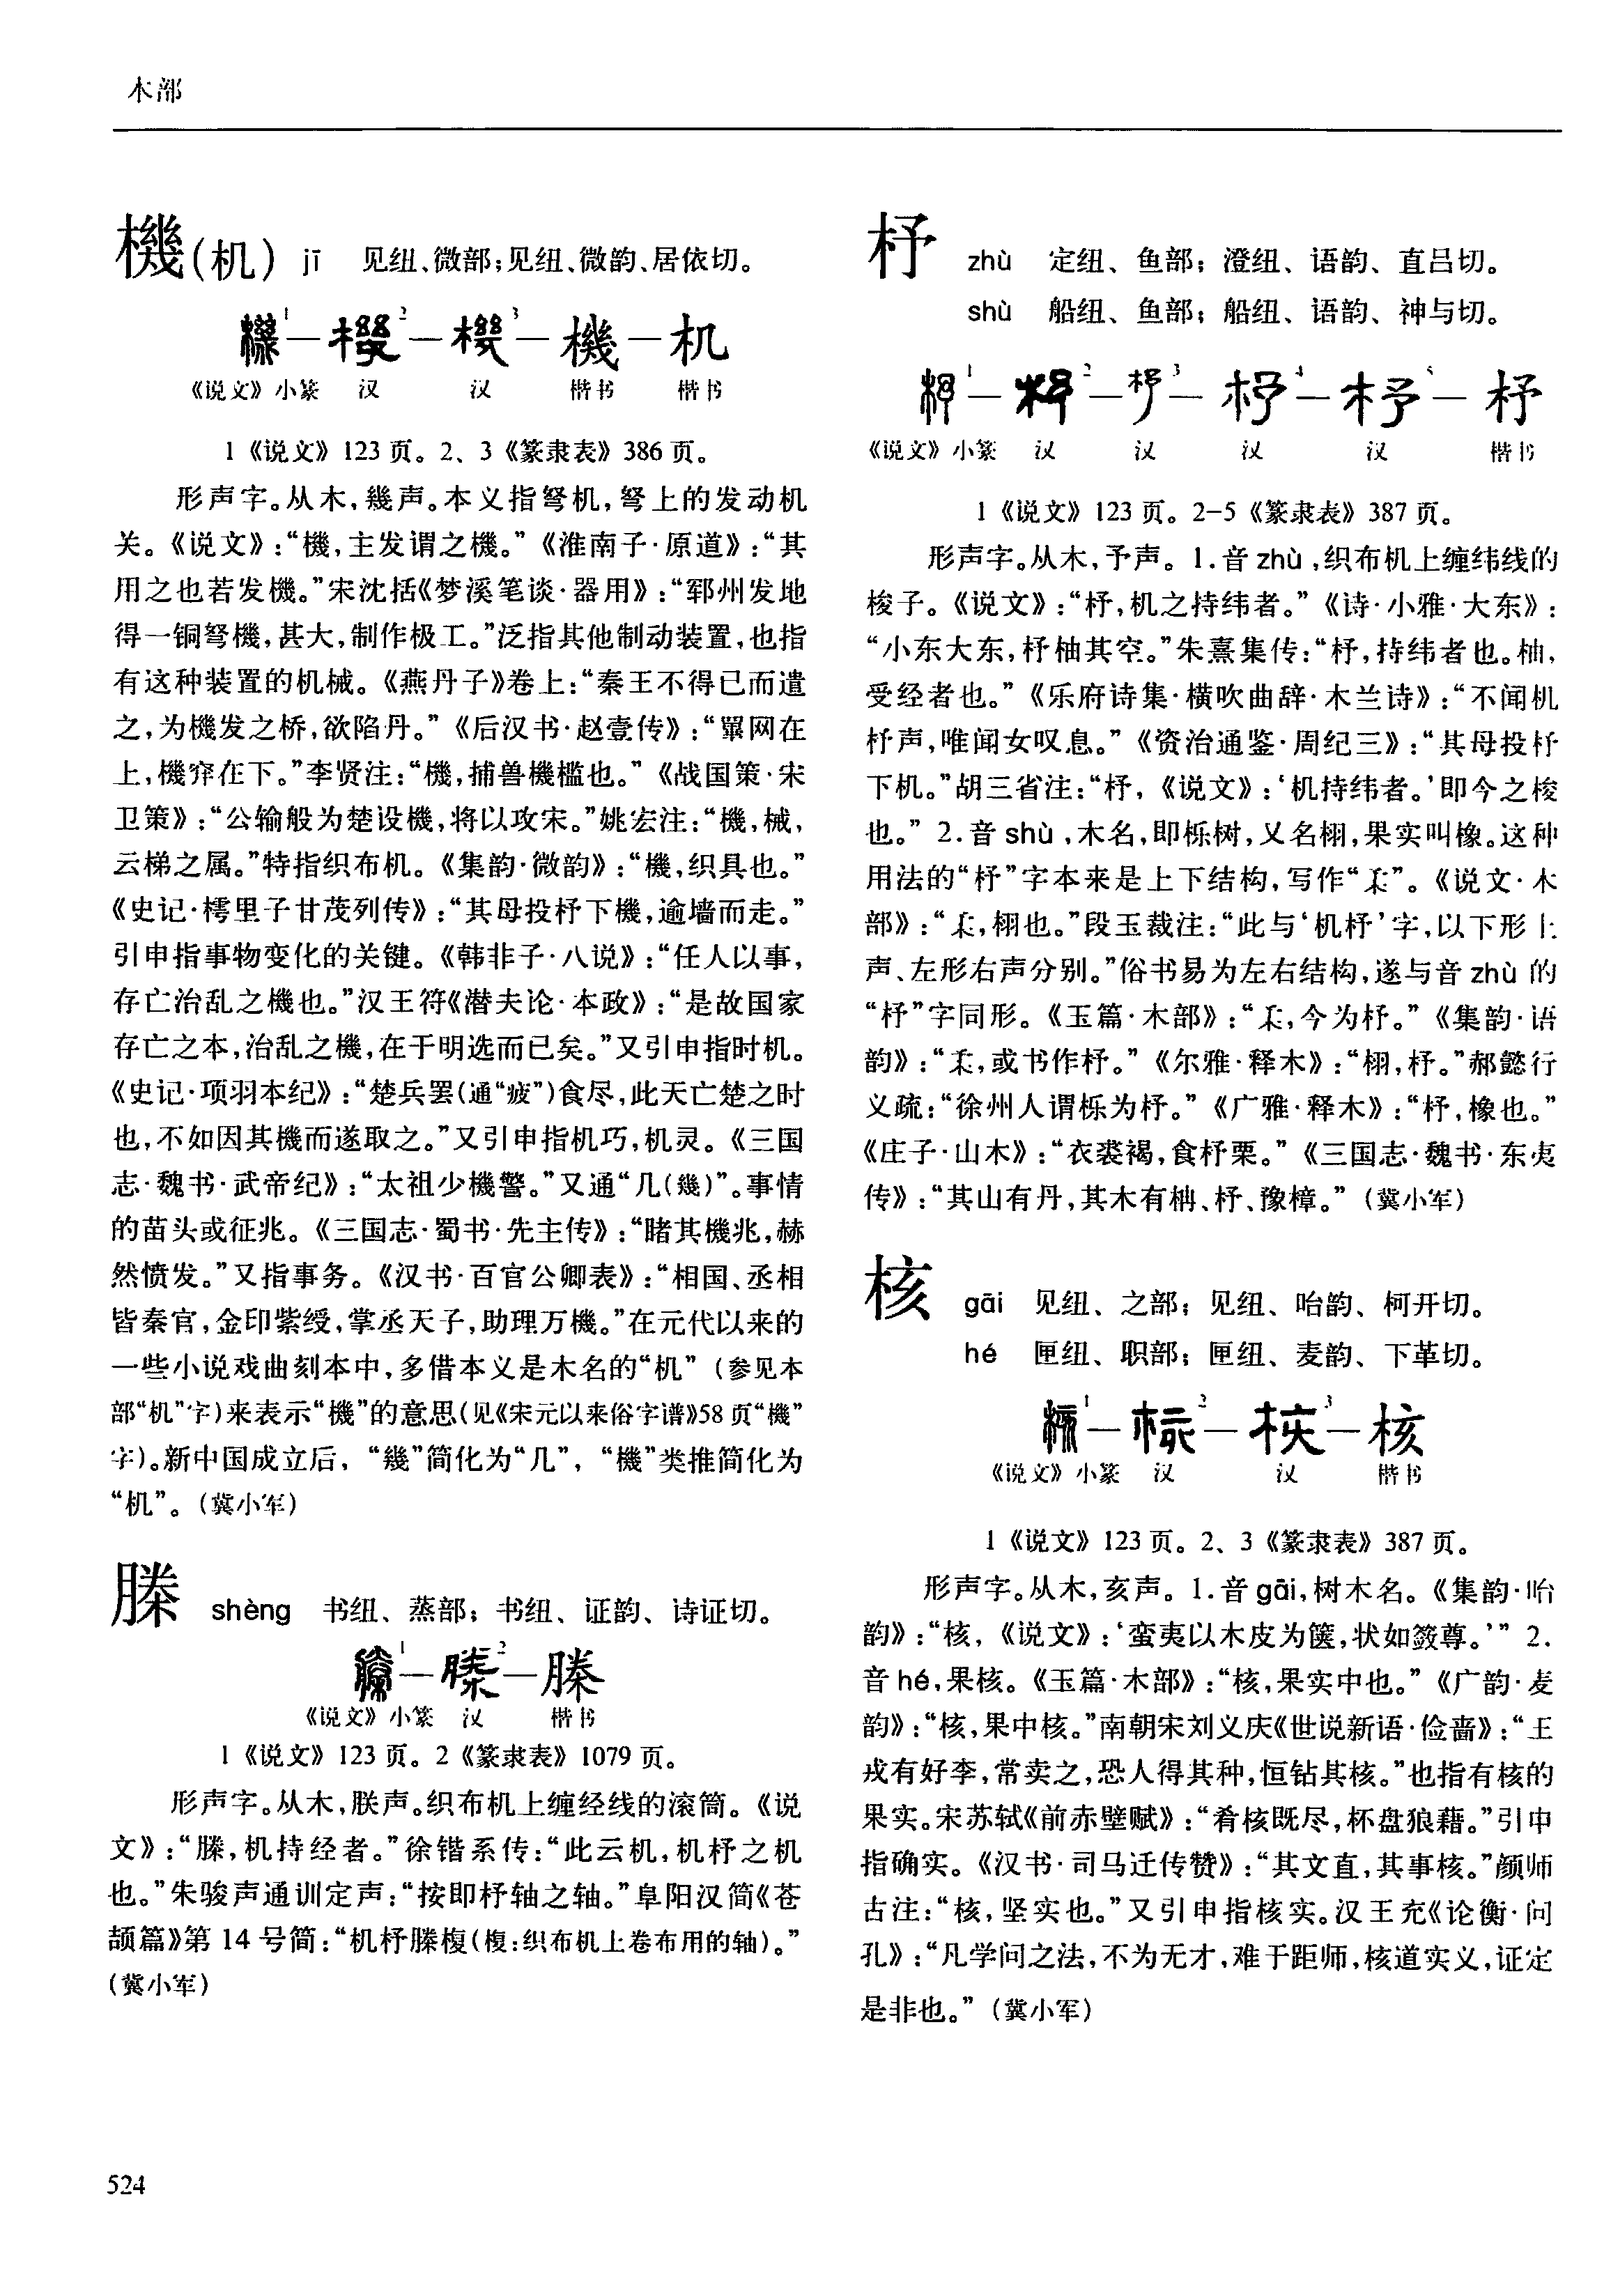 木部
機(机) jī 见纽、微部;见纽、微韵、居依切。
機1—機2—機3—機—机
《说文》小篆 汉 汉 楷书 楷书
1《说文》123页。2、3《篆隶表》386页。
形声字。从木,幾声。本义指弩机,弩上的发动机
关。《说文》:“機,主发谓之機。”《淮南子·原道》:“其
用之也若发機。”宋沈括《梦溪笔谈·器用》:“郓州发地
得一铜弩機,甚大,制作极工。”泛指其他制动装置,也指
有这种装置的机械。《燕丹子》卷上:“秦王不得已而遣
之,为機发之桥,欲陷丹。”《后汉书·赵壹传》:“罼网在
上,機穽在下。”李贤注:“機,捕兽機槛也。”《战国策·宋
卫策》:“公输般为楚设機,将以攻宋。”姚宏注:“機,械,
云梯之属。”特指织布机。《集韵·微韵》:“機,织具也。”
《史记·樗里子甘茂列传》:“其母投杼下機,逾墙而走。”
引申指事物变化的关键。《韩非子·八说》:“任人以事,
存亡治乱之機也。”汉王符《潜夫论·本政》:“是故国家
存亡之本,治乱之機,在于明选而已矣。”又引申指时机。
《史记·项羽本纪》:“楚兵罢(通“疲”)食尽,此天亡楚之时
也,不如因其機而遂取之。”又引申指机巧,机灵。《三国
志·魏书·武帝纪》:“太祖少機警。”又通“几(幾)”。事情
的苗头或征兆。《三国志·蜀书·先主传》:“睹其機兆,赫
然愤发。”又指事务。《汉书·百官公卿表》:“相国、丞相
皆秦官,金印紫绶,掌丞天子,助理万機。”在元代以来的
一些小说戏曲刻本中,多借本义是木名的“机”(参见本
部“机”字)来表示“機”的意思(见《宋元以来俗字谱》58页“機”
字)。新中国成立后,“幾”简化为“几”,“機”类推简化为
“机”。(冀小军)
榺 shèng 书纽、蒸部;书纽、证韵、诗证切。
榺1—榺2—榺
《说文》小篆 汉 楷书
1《说文》123页。2《篆隶表》1079页。
形声字。从木,朕声。织布机上缠经线的滚筒。《说
文》:“榺,机持经者。”徐锴系传:“此云机,机杼之机
也。”朱骏声通训定声:“按即杼轴之轴。”阜阳汉简《苍
颉篇》第14号简:“机杼榺椱(椱:织布机上卷布用的轴)。”
(冀小军)
杼 zhù 定纽、鱼部;澄纽、语韵、直吕切。
shù 船纽、鱼部;船纽、语韵、神与切。
杼1—杼2—杼3—杼4—杼5—杼
《说文》小篆 汉 汉 汉 汉 楷书
1《说文》123页。2-5《篆隶表》387页。
形声字。从木,予声。1.音zhù,织布机上缠纬线的
梭子。《说文》:“杼,机之持纬者。”《诗·小雅·大东》:
“小东大东,杼柚其空。”朱熹集传:“杼,持纬者也。柚,
受经者也。”《乐府诗集·横吹曲辞·木兰诗》:“不闻机
杼声,唯闻女叹息。”《资治通鉴·周纪三》:“其母投杼
下机。”胡三省注:“杼,《说文》:‘机持纬者。’即今之梭
也。”2.音shù,木名,即栎树,又名栩,果实叫橡。这种
用法的“杼”字本来是上下结构,写作“柔”。《说文·木
部》:“柔,栩也。”段玉裁注:“此与‘机杼’字,以下形上
声、左形右声分别。”俗书易为左右结构,遂与音zhù的
“杼”字同形。《玉篇·木部》:“柔,今为杼。”《集韵·语
韵》:“柔,或书作杼。”《尔雅·释木》:“栩,杼。”郝懿行
义疏:“徐州人谓栎为杼。”《广雅·释木》:“杼,橡也。”
《庄子·山木》:“衣裘褐,食杼栗。”《三国志·魏书·东夷
传》:“其山有丹,其木有枏、杼、豫樟。”(冀小军)
核 gāi 见纽、之部;见纽、咍韵、柯开切。
hé 匣纽、职部;匣纽、麦韵、下革切。
核1—核2—核3—核
《说文》小篆 汉 汉 楷书
1《说文》123页。2、3《篆隶表》387页。
形声字。从木,亥声。1.音gāi,树木名。《集韵·咍
韵》:“核,《说文》:‘蛮夷以木皮为箧,状如籢尊。’”2.
音hé,果核。《玉篇·木部》:“核,果实中也。”《广韵·麦
韵》:“核,果中核。”南朝宋刘义庆《世说新语·俭啬》:“王
戎有好李,常卖之,恐人得其种,恒钻其核。”也指有核的
果实。宋苏轼《前赤壁赋》:“肴核既尽,杯盘狼藉。”引申
指确实。《汉书·司马迁传赞》:“其文直,其事核。”颜师
古注:“核,坚实也。”又引申指核实。汉王充《论衡·问
孔》:“凡学问之法,不为无才,难于距师,核道实义,证定
是非也。”(冀小军)
524